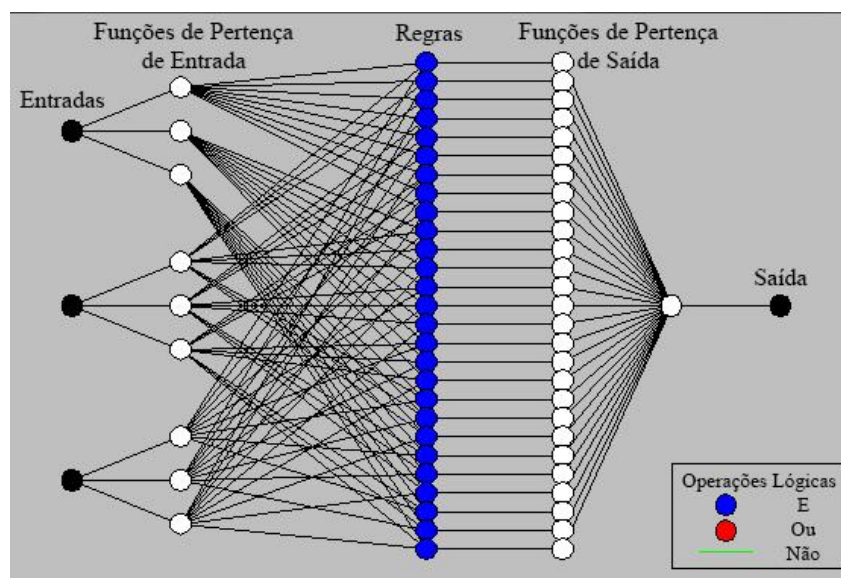 Funções de Pertença
de Entrada
Regras
Funções de Pertença
de Saída
Entradas
Saída
Operações Lógicas
E
Ou
Não